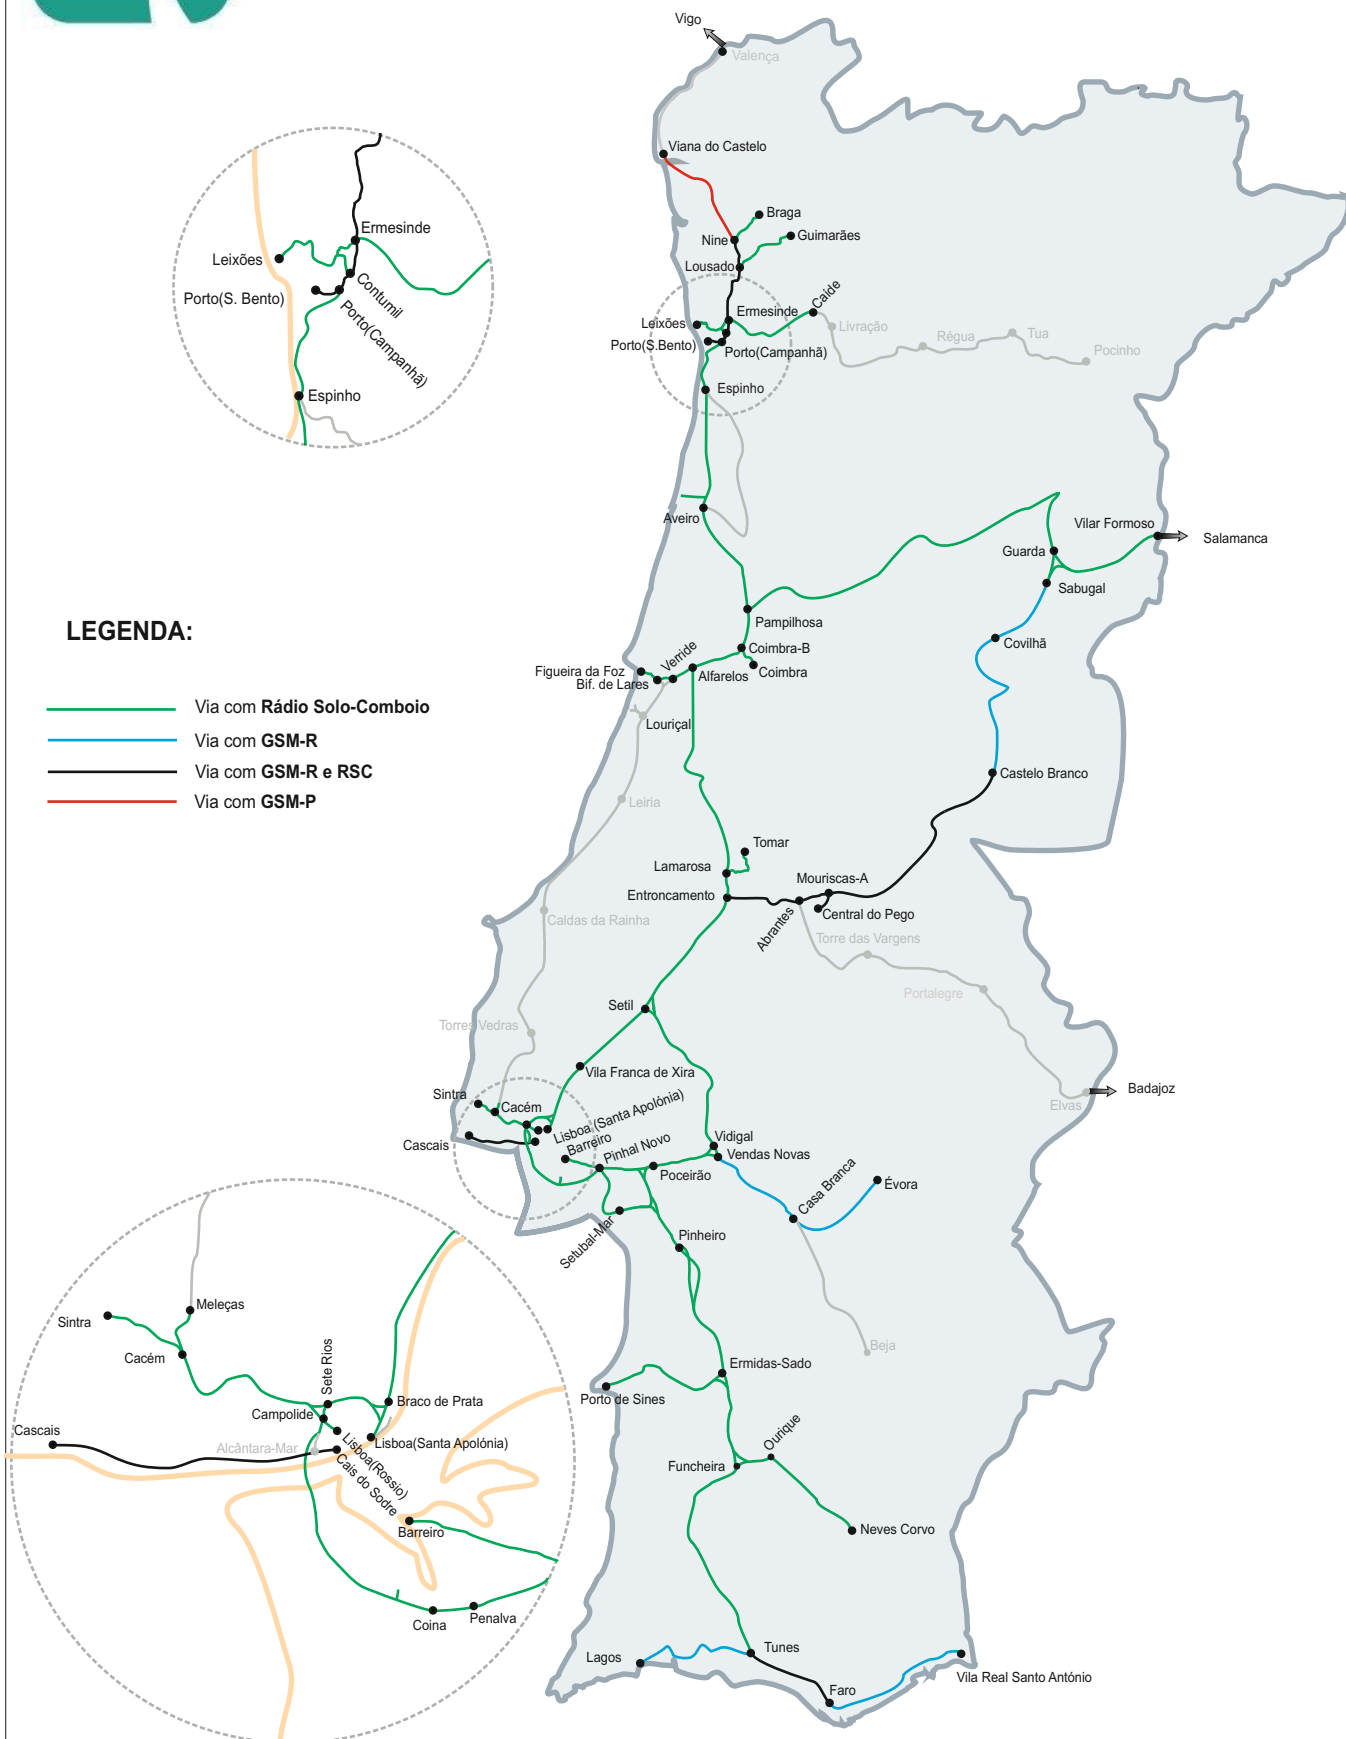 Vigo
Valença
Viana do Castelo
Braga
Nine
Guimarães
Lousado
Caíde
Ermesinde
Leixões
Livração
Régua
Tua
Pocinho
Porto(S.Bento)
Porto(Campanhã)
Espinho
Ermesinde
Leixões
Contumil
Porto(S. Bento)
Porto(Campanhã)
Espinho
Aveiro
Vilar Formoso
Salamanca
Guarda
Sabugal
Pampilhosa
Covilhã
Coimbra-B
Verride
Figueira da Foz
Bif. de Lares
Alfarelos
Coimbra
Louriçal
LEGENDA:
Via com Rádio Solo-Comboio
Via com GSM-R
Via com GSM-R e RSC
Via com GSM-P
Castelo Branco
Leiria
Tomar
Lamarosa
Mouriscas-A
Entroncamento
Central do Pego
Abrantes
Caldas da Rainha
Torre das Vargens
Portalegre
Setil
Torres Vedras
Vila Franca de Xira
Badajoz
Elvas
Sintra
Cacém
Lisboa (Santa Apolónia)
Cascais
Barreiro
Pinhal Novo
Vidigal
Vendas Novas
Poceirão
Casa Branca
Évora
Setubal-Mar
Pinheiro
Beja
Ermidas-Sado
Porto de Sines
Ourique
Funcheira
Neves Corvo
Meleças
Sintra
Cacém
Sete Rios
Braco de Prata
Campolide
Cascais
Alcântara-Mar
Lisboa(Santa Apolónia)
Lisboa(Rossio)
Cais do Sodre
Barreiro
Coina
Penalva
Lagos
Tunes
Faro
Vila Real Santo António